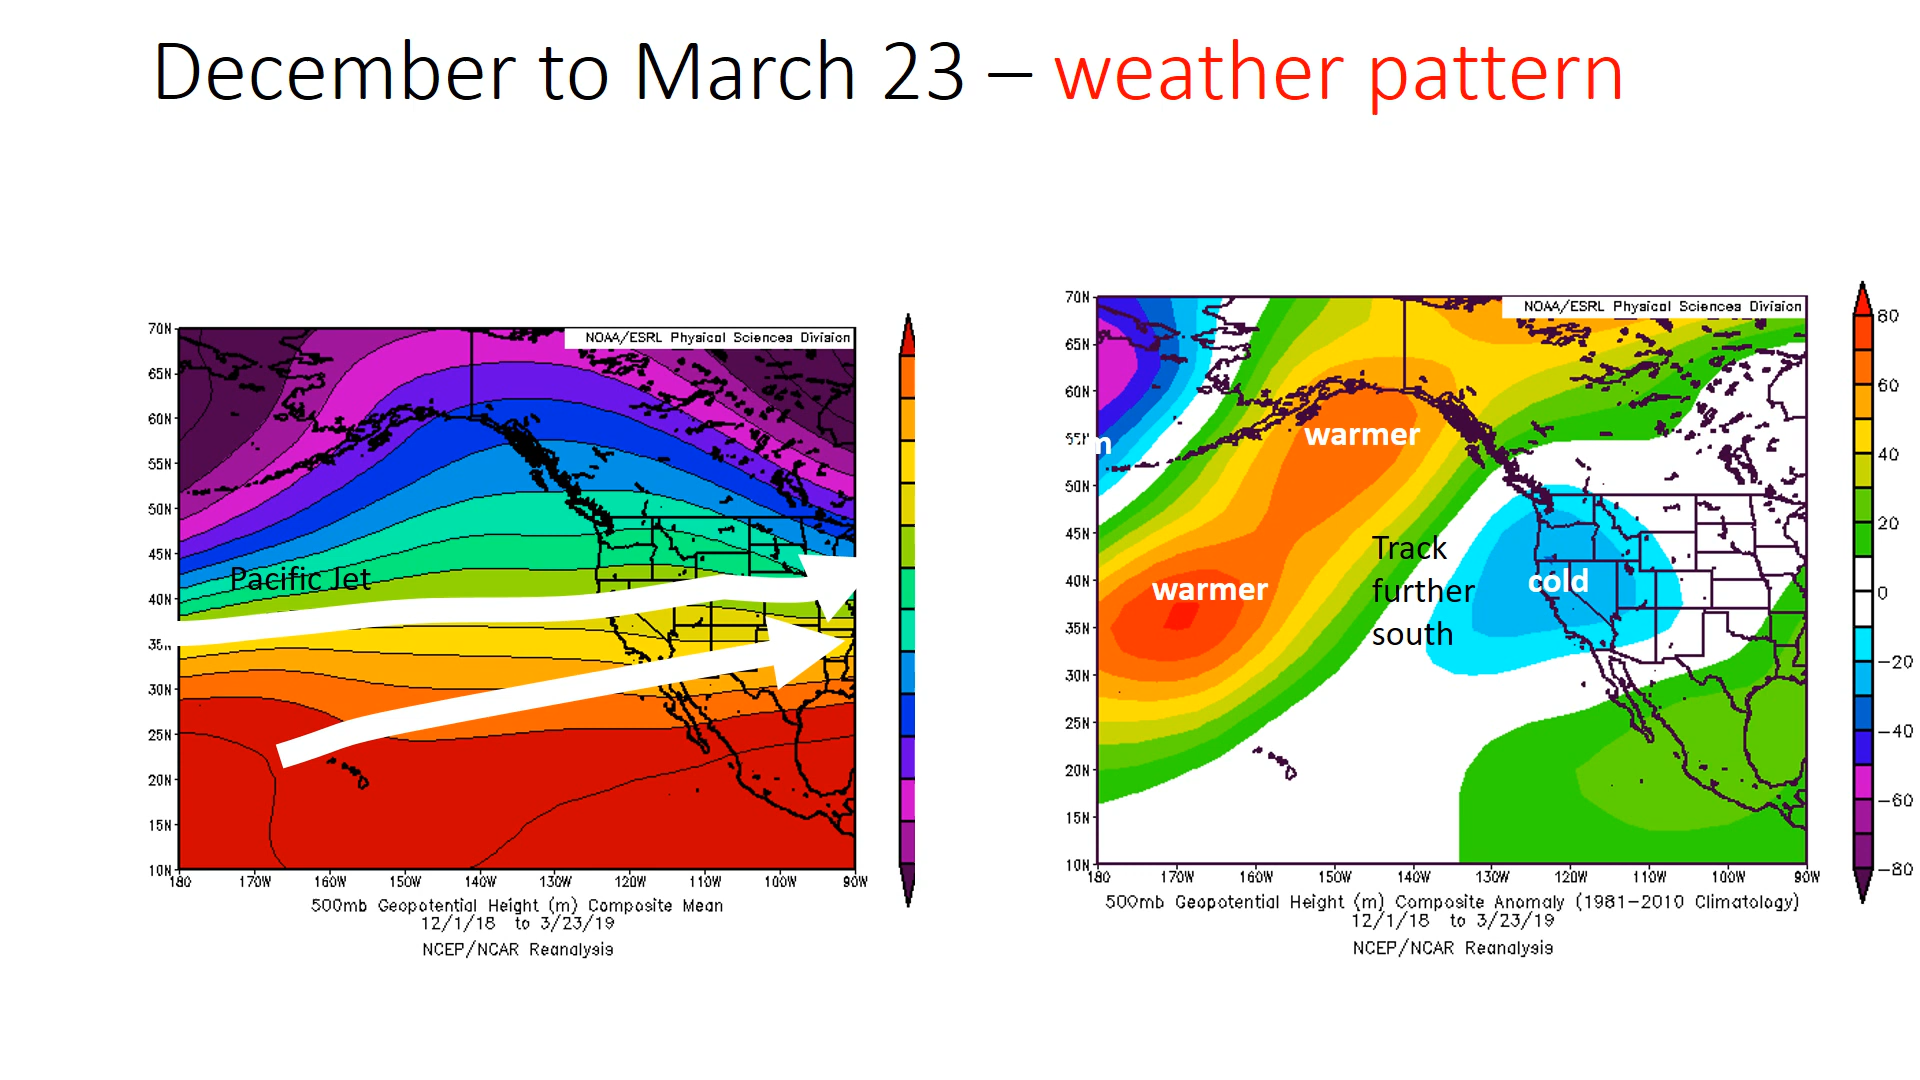 December to March 23 – weather pattern
NOAA/ESRL Physical Sciences Division
70N
65N
60N
55N
50N
45N
40N
35N
30N
25N
20N
15N
10N
Pacific Jet
180 170W 160W 150W 140W 130W 120W 110W 100W 90W
500mb Geopotential Height (m) Composite Mean
12/1/18 to 3/23/19
NCEP/NCAR Reanalysis
NOAA/ESRL Physical Sciences Division
70N
65N
60N
55N
50N
45N
40N
35N
30N
25N
20N
15N
10N
warmer
warmer
Track
further
south
cold
80
60
40
20
0
-20
-40
-60
-80
180 170W 160W 150W 140W 130W 120W 110W 100W 90W
500mb Geopotential Height (m) Composite Anomaly (1981-2010 Climatology)
12/1/18 to 3/23/19
NCEP/NCAR Reanalysis